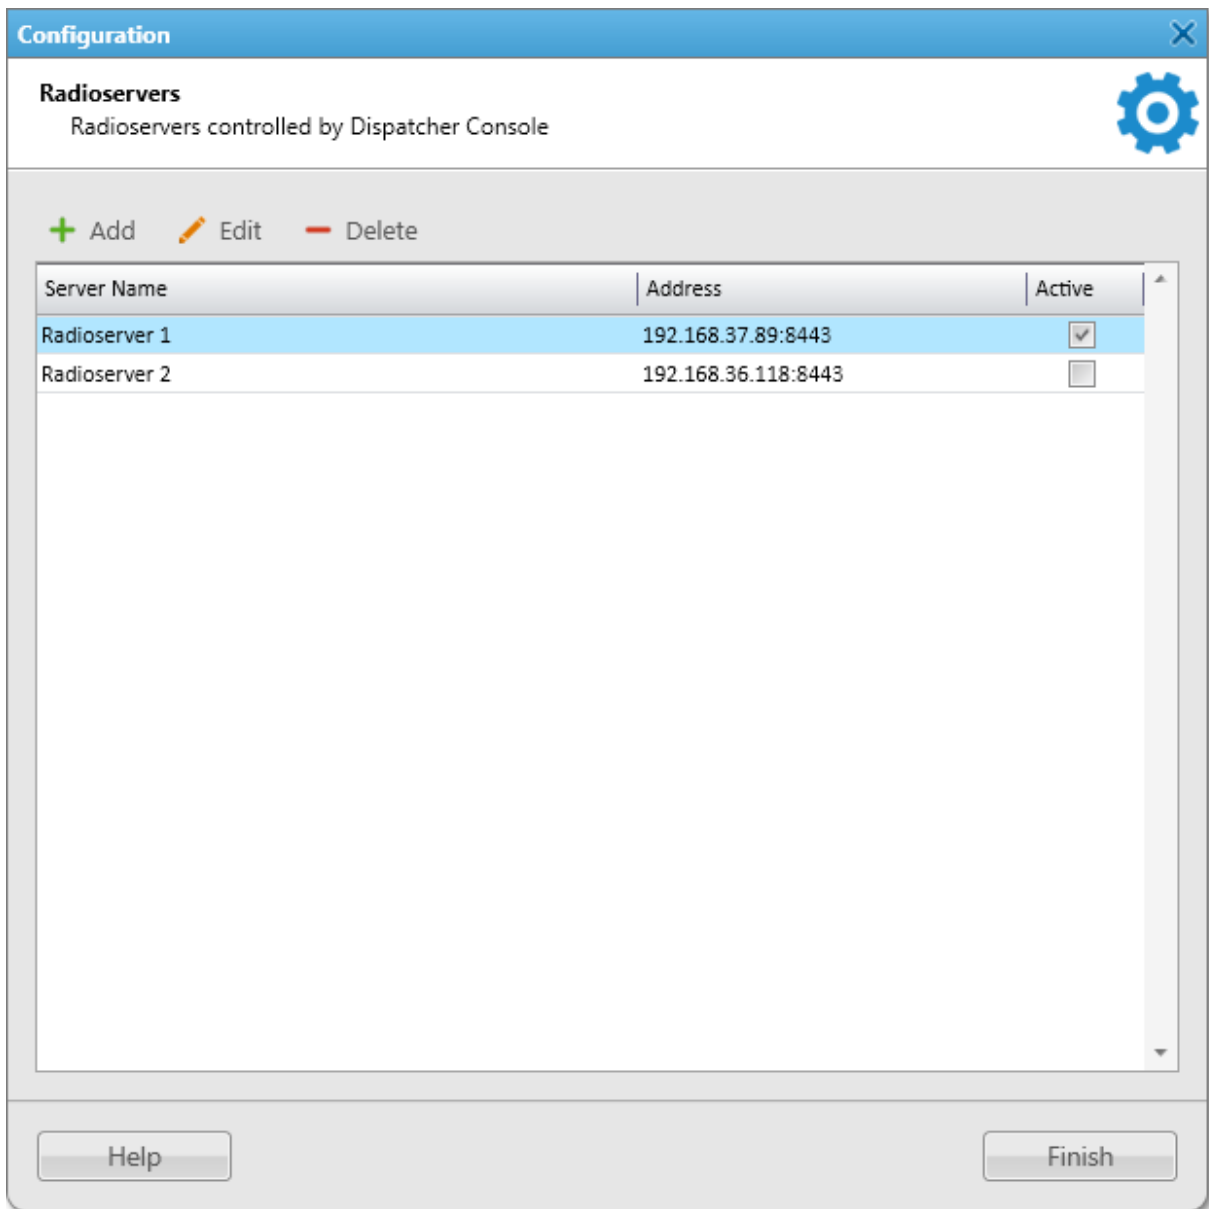 Configuration
Radioservers
Radioservers controlled by Dispatcher Console
Add Edit Delete
Server Name Address Active
Radioserver 1 192.168.37.89:8443
Radioserver 2 192.168.36.118:8443
Help Finish